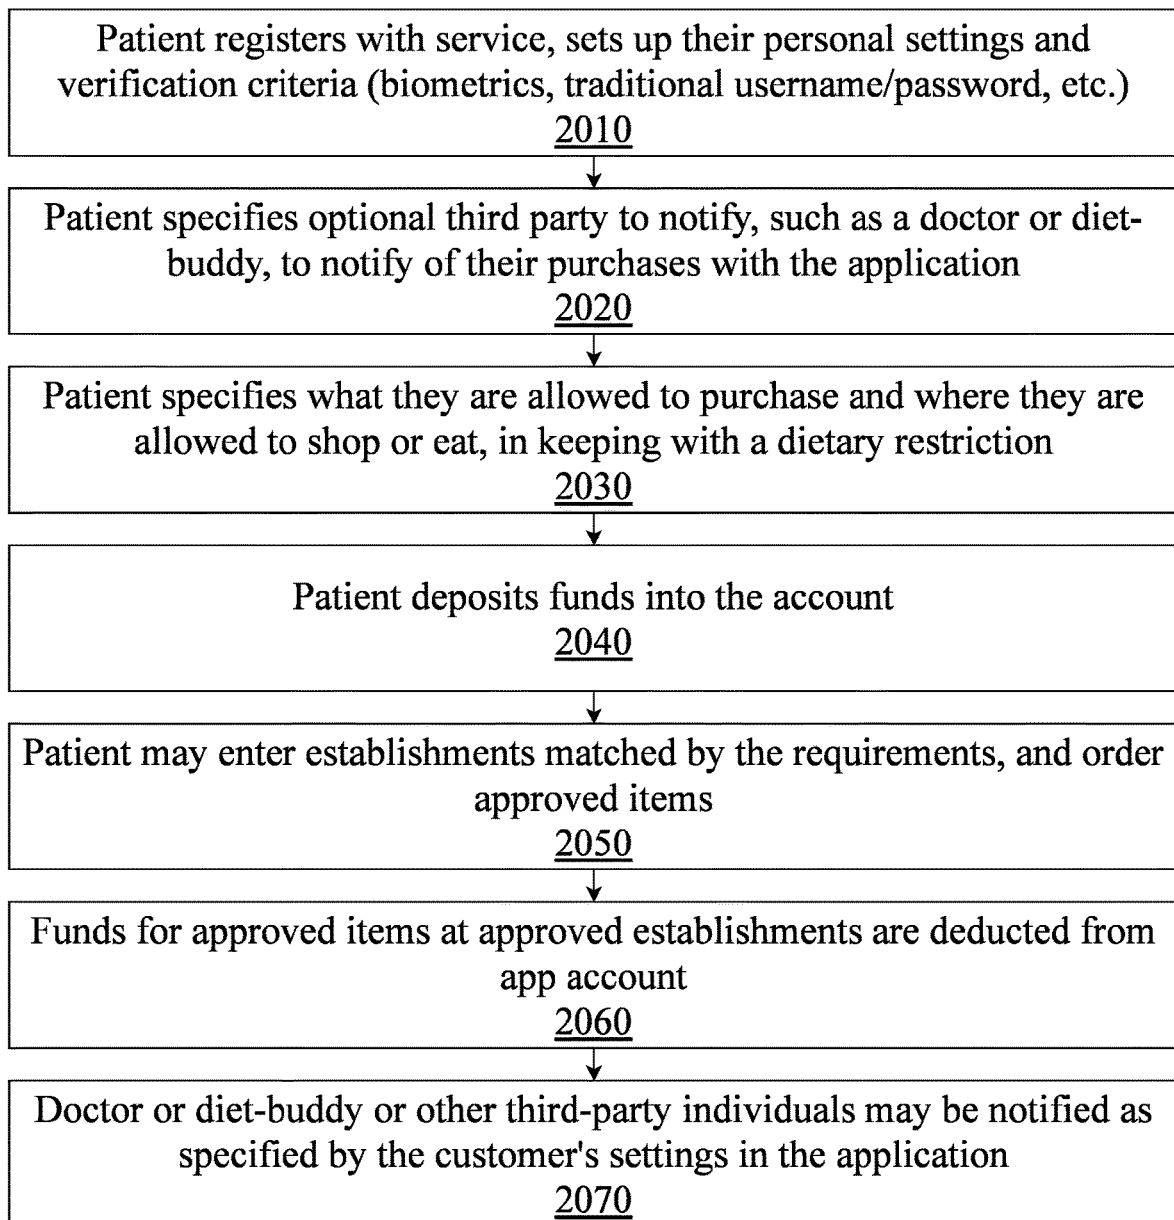 Patient registers with service, sets up their personal settings and
verification criteria (biometrics, traditional username/password, etc.)
2010
Patient specifies optional third party to notify, such as a doctor or diet-
buddy, to notify of their purchases with the application
2020
Patient specifies what they are allowed to purchase and where they are
allowed to shop or eat, in keeping with a dietary restriction
2030
Patient deposits funds into the account
2040
Patient may enter establishments matched by the requirements, and order
approved items
2050
Funds for approved items at approved establishments are deducted from
app account
2060
Doctor or diet-buddy or other third-party individuals may be notified as
specified by the customer's settings in the application
2070